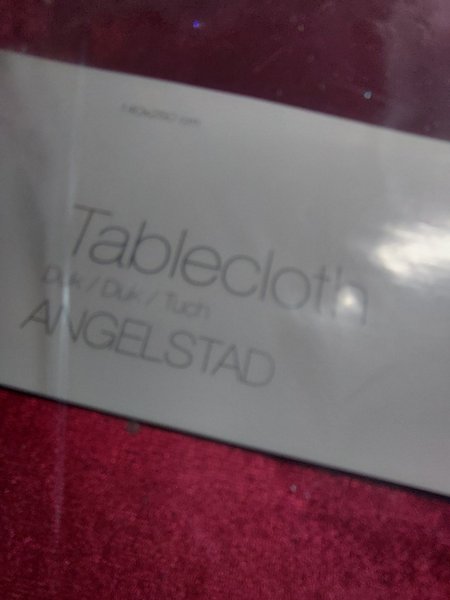 Tablecloth
Duk / Duk / Tuch
ANGELSTAD